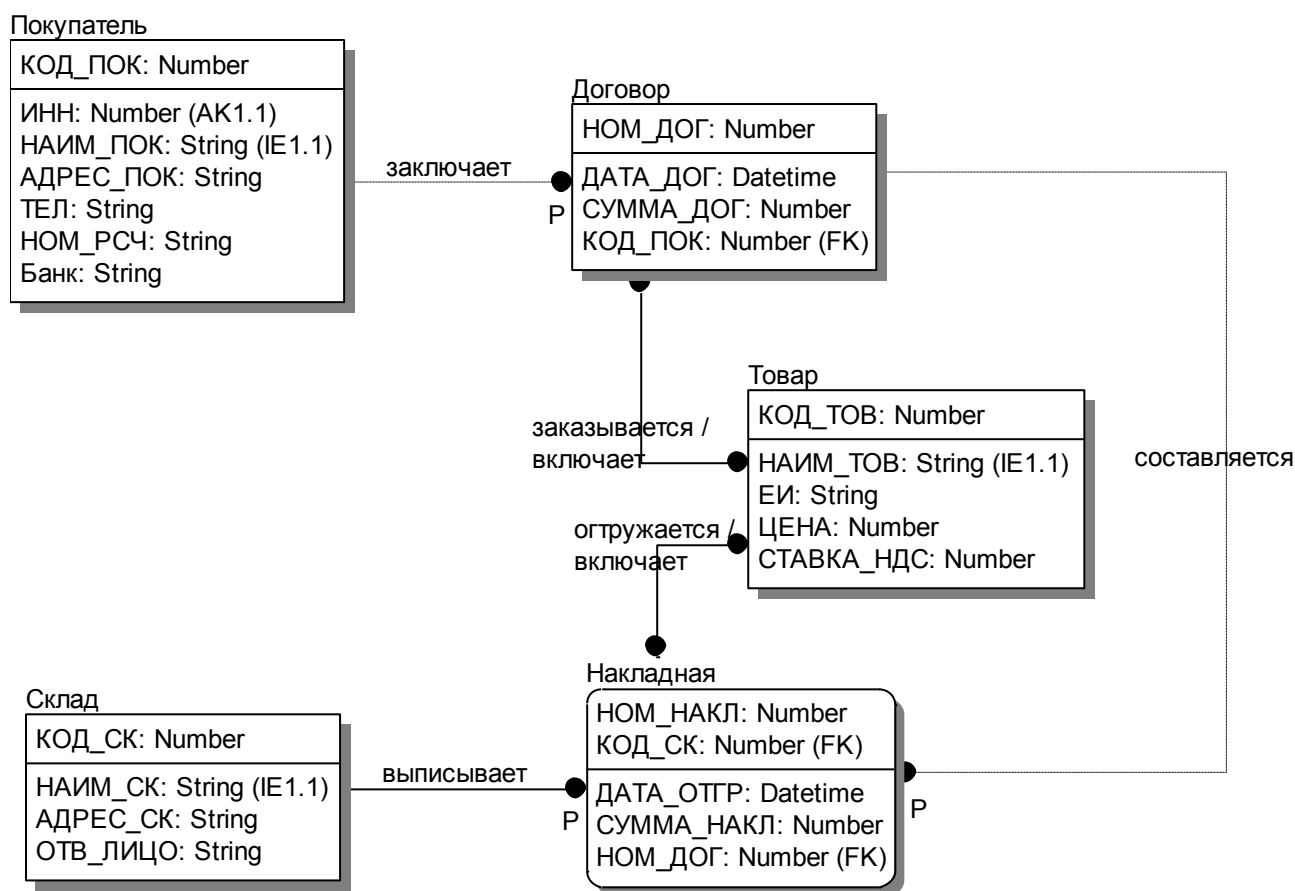 Покупатель
КОД_ПОК: Number
ИНН: Number (AK1.1)
НАИМ_ПОК: String (IE1.1)
АДРЕС_ПОК: String
ТЕЛ: String
НОМ_РСЧ: String
Банк: String
заключает
P
Договор
НОМ_ДОГ: Number
ДАТА_ДОГ: Datetime
СУММА_ДОГ: Number
КОД_ПОК: Number (FK)
заказывается /
включает
Товар
КОД_ТОВ: Number
НАИМ_ТОВ: String (IE1.1)
ЕИ: String
ЦЕНА: Number
СТАВКА_НДС: Number
составляется
огтружается /
включает
Склад
КОД_СК: Number
НАИМ_СК: String (IE1.1)
АДРЕС_СК: String
ОТВ_ЛИЦО: String
выписывает
P
Накладная
НОМ_НАКЛ: Number
КОД_СК: Number (FK)
ДАТА_ОТГР: Datetime
СУММА_НАКЛ: Number
НОМ_ДОГ: Number (FK)
P